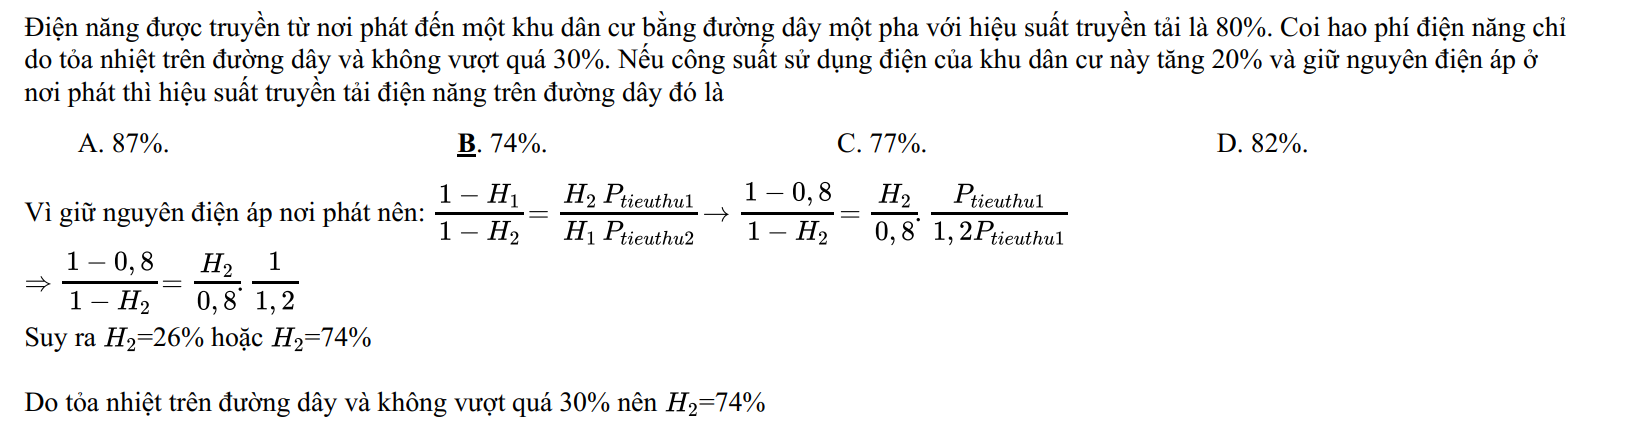 Điện năng được truyền từ nơi phát đến một khu dân cư bằng đường dây một pha với hiệu suất truyền tải là 80%. Coi hao phí điện năng chỉ
do tỏa nhiệt trên đường dây và không vượt quá 30%. Nếu công suất sử dụng điện của khu dân cư này tăng 20% và giữ nguyên điện áp ở
nơi phát thì hiệu suất truyền tải điện năng trên đường dây đó là
A. 87%. B. 74%. C. 77%. D. 82%.
Vì giữ nguyên điện áp nơi phát nên: \frac{1-H_1}{1-H_2} = \frac{H_2 P_{tieuthu1}}{H_1 P_{tieuthu2}} → \frac{1-0,8}{1-H_2} = \frac{H_2}{0,8} . \frac{P_{tieuthu1}}{1,2P_{tieuthu1}}
⇒ \frac{1-0,8}{1-H_2} = \frac{H_2}{0,8} . \frac{1}{1,2}
Suy ra H_2=26% hoặc H_2=74%
Do tỏa nhiệt trên đường dây và không vượt quá 30% nên H_2=74%